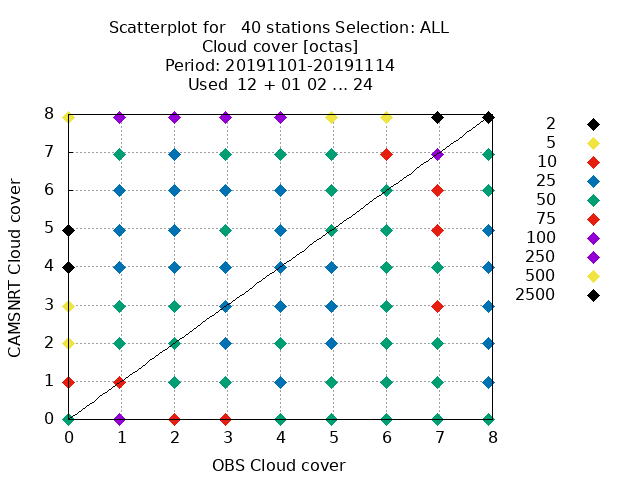 Scatterplot for   40 stations Selection: ALL
Cloud cover [octas]
Period: 20191101-20191114
Used  12 + 01 02 ... 24
8
7
6
5
4
3
2
1
0
CAMSNRT Cloud cover
0 1 2 3 4 5 6 7 8
OBS Cloud cover
2
5
10
25
50
75
100
250
500
2500